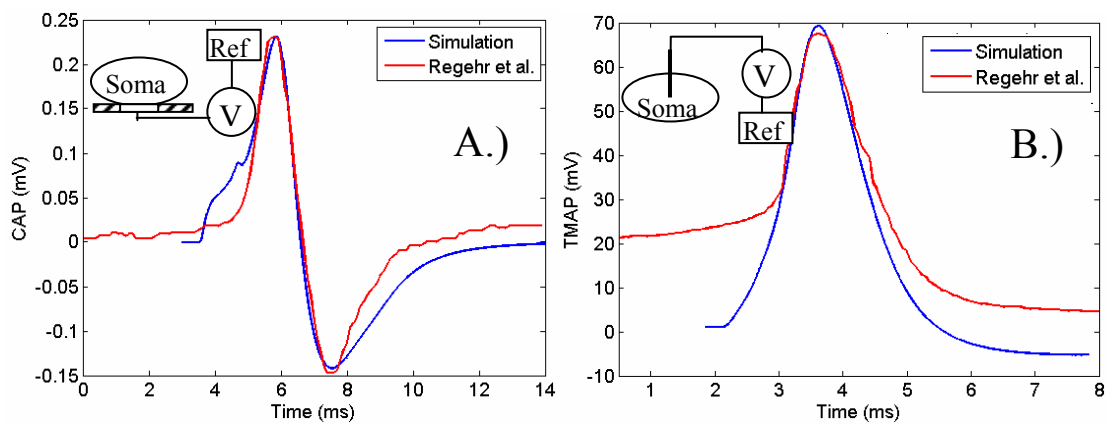 0.25
0.2
0.15
0.1
0.05
0
-0.05
-0.1
-0.15
CAP (mV)
0 2 4 6 8 10 12 14
Time (ms)
Ref
Soma
V
Simulation
Regehr et al.
A.)
70
60
50
40
30
20
10
0
-10
TMAP (mV)
1 2 3 4 5 6 7 8
Time (ms)
V
Soma
Ref
Simulation
Regehr et al.
B.)